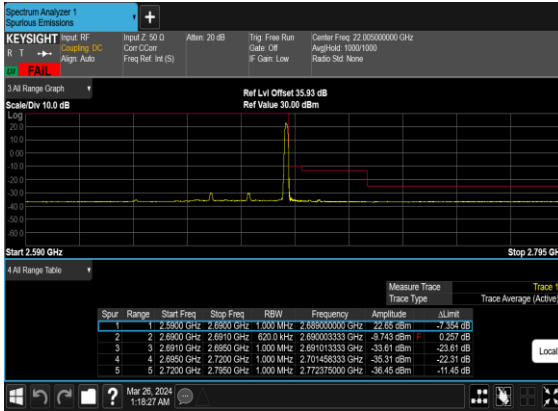 Spectrum Analyzer 1
Spurious Emissions
+
KEYSIGHT Input: RF Input Z: 50 Ω Atten: 20 dB Trig: Free Run Center Freq: 22.005000000 GHz
R T Coupling: DC Corr CCorr Gate: Off Avg|Hold: 1000/1000
Align: Auto Freq Ref: Int (S) IF Gain: Low Radio Std: None
FAIL
3 All Range Graph
Ref Lvl Offset 35.93 dB
Scale/Div 10.0 dB Ref Value 30.00 dBm
Log
20.0
10.0
0.00
-10.0
-20.0
-30.0
-40.0
-50.0
-60.0
Start 2.590 GHz Stop 2.795 GH
4 All Range Table
Measure Trace Trace 1
Trace Type Trace Average (Active)
Spur Range Start Freq Stop Freq RBW Frequency Amplitude ΔLimit
1 1 2.5900 GHz 2.6900 GHz 1.000 MHz 2.689000000 GHz 22.65 dBm -7.354 dB
2 2 2.6900 GHz 2.6910 GHz 620.0 kHz 2.690003333 GHz -9.743 dBm F 0.257 dB
3 3 2.6910 GHz 2.6950 GHz 1.000 MHz 2.691013333 GHz -33.61 dBm -23.61 dB
4 4 2.6950 GHz 2.7200 GHz 1.000 MHz 2.701458333 GHz -35.31 dBm -22.31 dB
5 5 2.7200 GHz 2.7950 GHz 1.000 MHz 2.772375000 GHz -36.45 dBm -11.45 dB
Local
Mar 26, 2024
1:18:27 AM